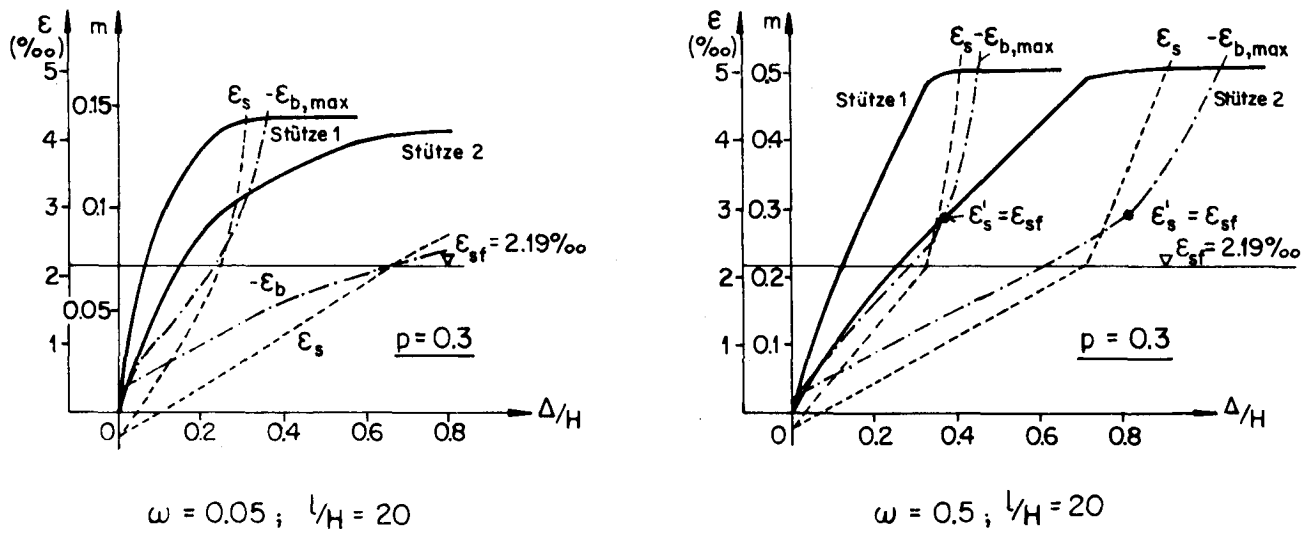 ε (‰) m
5
4
3
2
1
0.15
0.1
0.05
εs -εb,max
Stütze 1
Stütze 2
εsf = 2.19‰
-εb
εs
p = 0.3
0 0.2 0.4 0.6 0.8
Δ/H
ω = 0.05 ; l/H = 20
ε (‰) m
5 0.5
4 0.4
3 0.3
2 0.2
1 0.1
εs -εb,max
εs -εb,max
Stütze 1
Stütze 2
ε's = εsf
ε's = εsf
εsf = 2.19‰
p = 0.3
0 0.2 0.4 0.6 0.8
Δ/H
ω = 0.5 ; l/H = 20